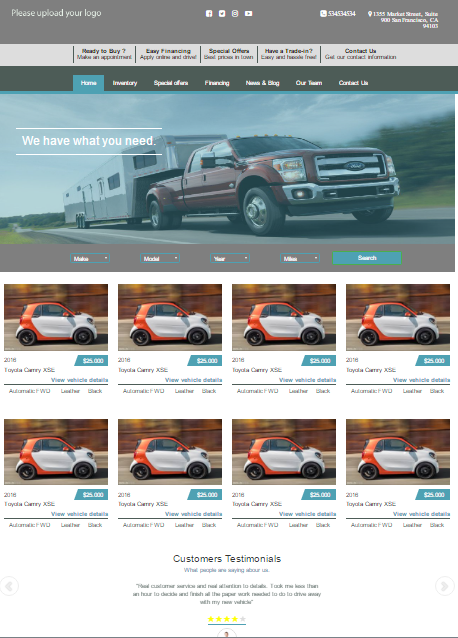 Please upload your logo
534534534
1355 Market Street, Suite
900 San Francisco, CA
94103
Ready to Buy ?
Make an appointment
Easy Financing
Apply online and drive!
Special Offers
Best prices in town
Have a Trade-in?
Easy and hassle free!
Contact Us
Get our contact information
Home Inventory Special offers Financing News & Blog Our Team Contact Us
We have what you need.
Ford
Make Model Year Miles Search
2016 $25.000 2016 $25.000 2016 $25.000 2016 $25.000
Toyota Camry XSE Toyota Camry XSE Toyota Camry XSE Toyota Camry XSE
View vehicle details View vehicle details View vehicle details View vehicle details
Automatic FWD Leather Black Automatic FWD Leather Black Automatic FWD Leather Black Automatic FWD Leather Black
2016 $25.000 2016 $25.000 2016 $25.000 2016 $25.000
Toyota Camry XSE Toyota Camry XSE Toyota Camry XSE Toyota Camry XSE
View vehicle details View vehicle details View vehicle details View vehicle details
Automatic FWD Leather Black Automatic FWD Leather Black Automatic FWD Leather Black Automatic FWD Leather Black
Customers Testimonials
What people are saying about us.
"Real customer service and real attention to details. Took me less than
an hour to decide and finish all the paper work needed to do to drive away
with my new vehicle"